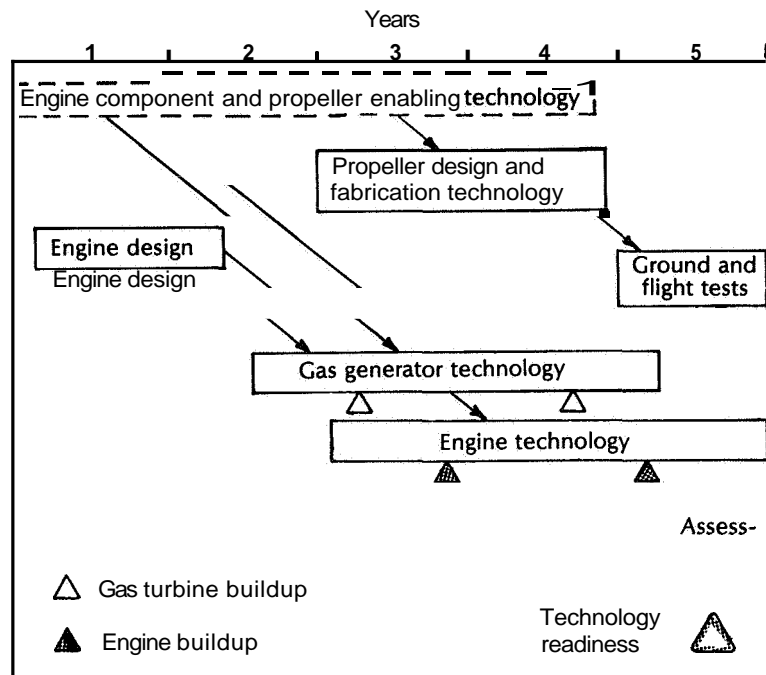 Years
1 2 3 4 5
Engine component and propeller enabling technology
Propeller design and
fabrication technology
Engine design
Engine design
Ground and
flight tests
Gas generator technology
Engine technology
Assess-
Gas turbine buildup
Engine buildup
Technology
readiness